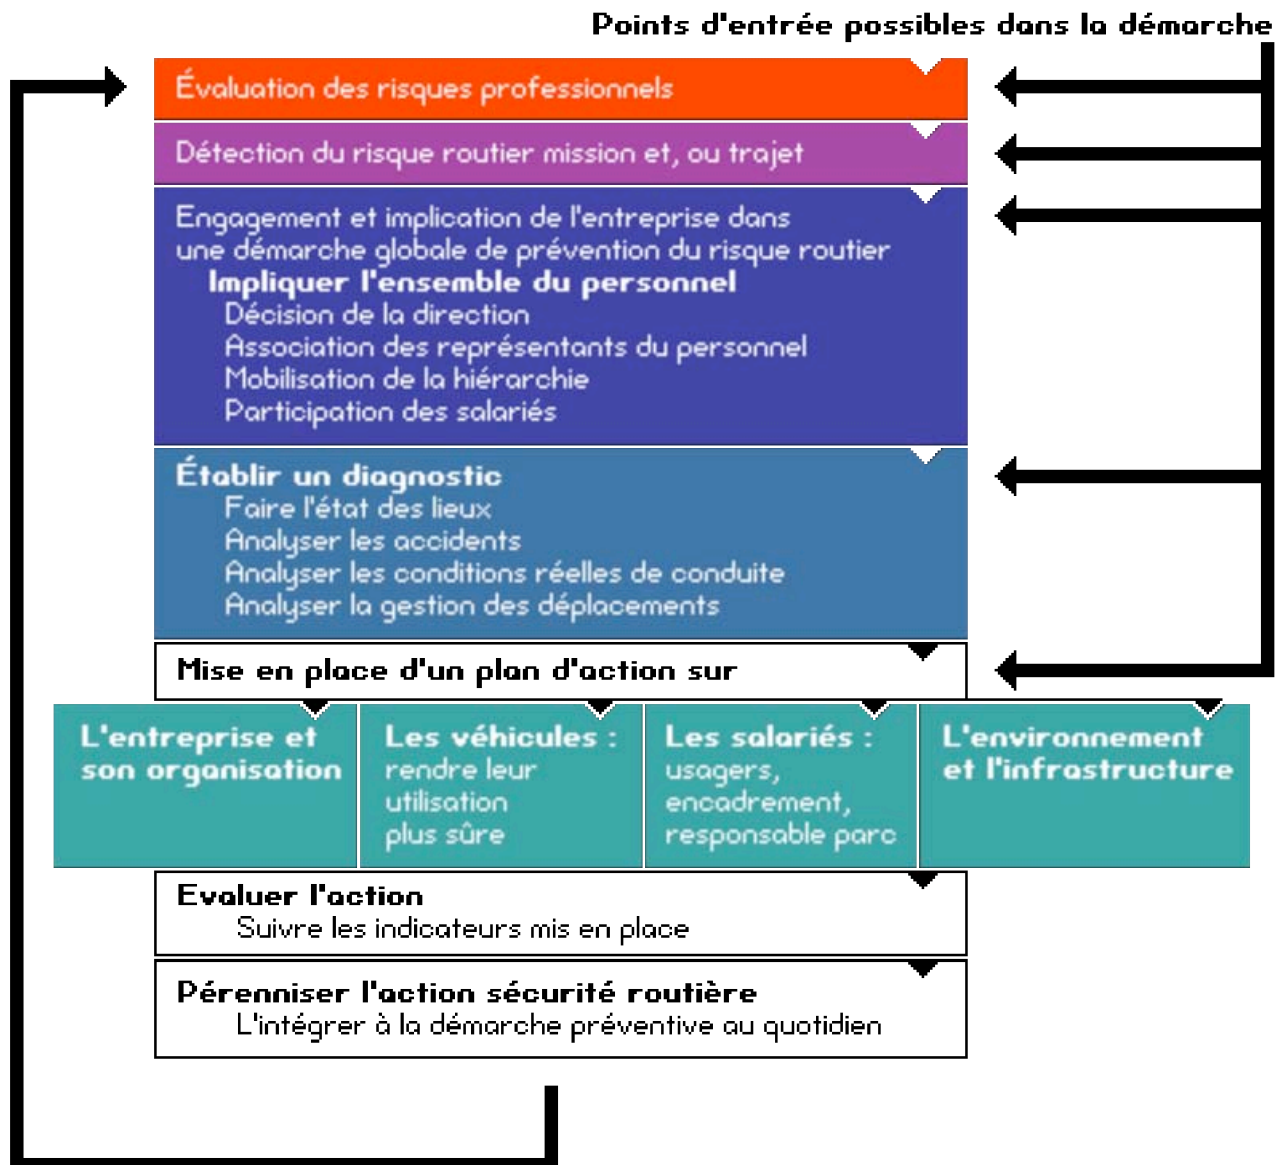 Points d'entrée possibles dans la démarche
Évaluation des risques professionnels
Détection du risque routier mission et, ou trajet
Engagement et implication de l'entreprise dans
une démarche globale de prévention du risque routier
Impliquer l'ensemble du personnel
Décision de la direction
Association des représentants du personnel
Mobilisation de la hiérarchie
Participation des salariés
Établir un diagnostic
Faire l'état des lieux
Analyser les accidents
Analyser les conditions réelles de conduite
Analyser la gestion des déplacements
Mise en place d'un plan d'action sur
L'entreprise et
son organisation
Les véhicules :
rendre leur
utilisation
plus sûre
Les salariés :
usagers,
encadrement,
responsable parc
L'environnement
et l'infrastructure
Evaluer l'action
Suivre les indicateurs mis en place
Pérenniser l'action sécurité routière
L'intégrer à la démarche préventive au quotidien